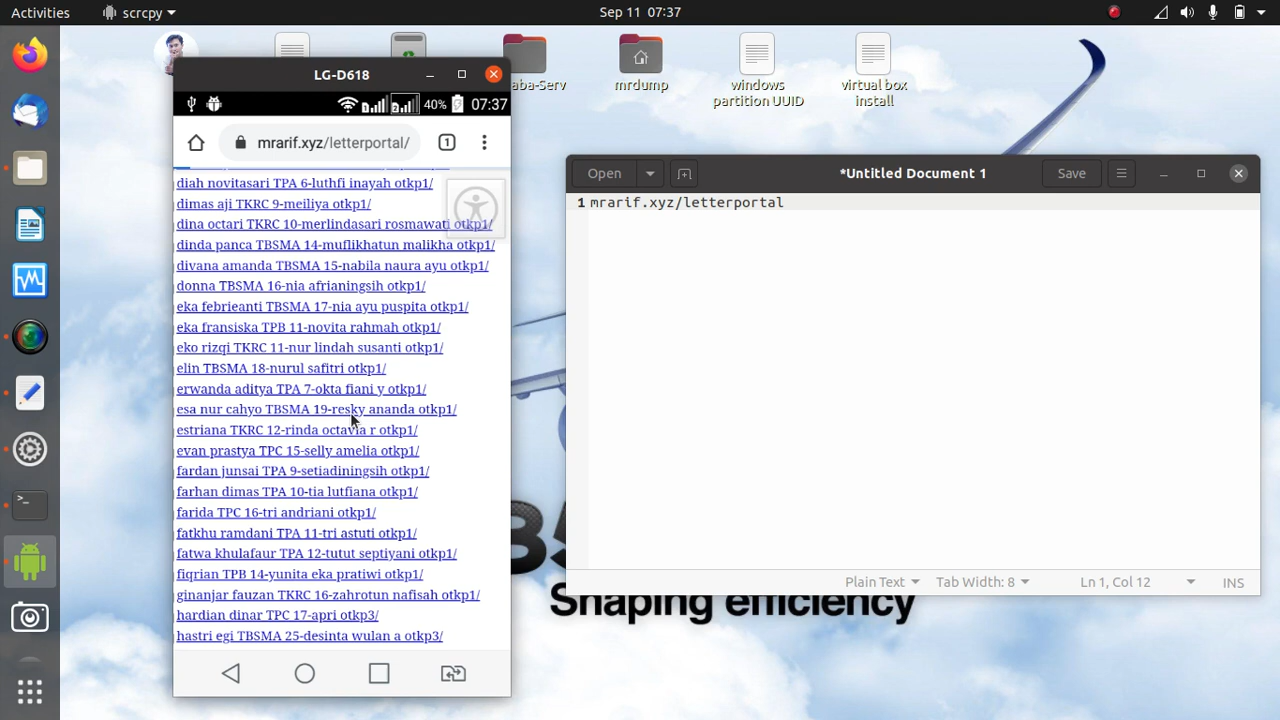 Activities
scrcpy
Sep 11 07:37
aba-Serv
mrdump
windows
partition UUID
virtual box
install
LG-D618
2
40%
07:37
mrarif.xyz/letterportal/
1
diah novitasari TPA 6-luthfi inayah otkp1/
dimas aji TKRC 9-meiliya otkp1/
dina octari TKRC 10-merlindasari rosmawati otkp1/
dinda panca TBSMA 14-muflikhatun malikha otkp1/
divana amanda TBSMA 15-nabila naura ayu otkp1/
donna TBSMA 16-nia afrianingsih otkp1/
eka febrieanti TBSMA 17-nia ayu puspita otkp1/
eka fransiska TPB 11-novita rahmah otkp1/
eko rizqi TKRC 11-nur lindah susanti otkp1/
elin TBSMA 18-nurul safitri otkp1/
erwanda aditya TPA 7-okta fiani y otkp1/
esa nur cahyo TBSMA 19-resky ananda otkp1/
estriana TKRC 12-rinda octavia r otkp1/
evan prastya TPC 15-selly amelia otkp1/
fardan junsai TPA 9-setiadiningsih otkp1/
farhan dimas TPA 10-tia lutfiana otkp1/
farida TPC 16-tri andriani otkp1/
fatkhu ramdani TPA 11-tri astuti otkp1/
fatwa khulafaur TPA 12-tutut septiyani otkp1/
fiqrian TPB 14-yunita eka pratiwi otkp1/
ginanjar fauzan TKRC 16-zahrotun nafisah otkp1/
hardian dinar TPC 17-apri otkp3/
hastri egi TBSMA 25-desinta wulan a otkp3/
Open
*Untitled Document 1
Save
1 mrarif.xyz/letterportal
Plain Text
Tab Width: 8
Ln 1, Col 12
INS
Shaping efficiency